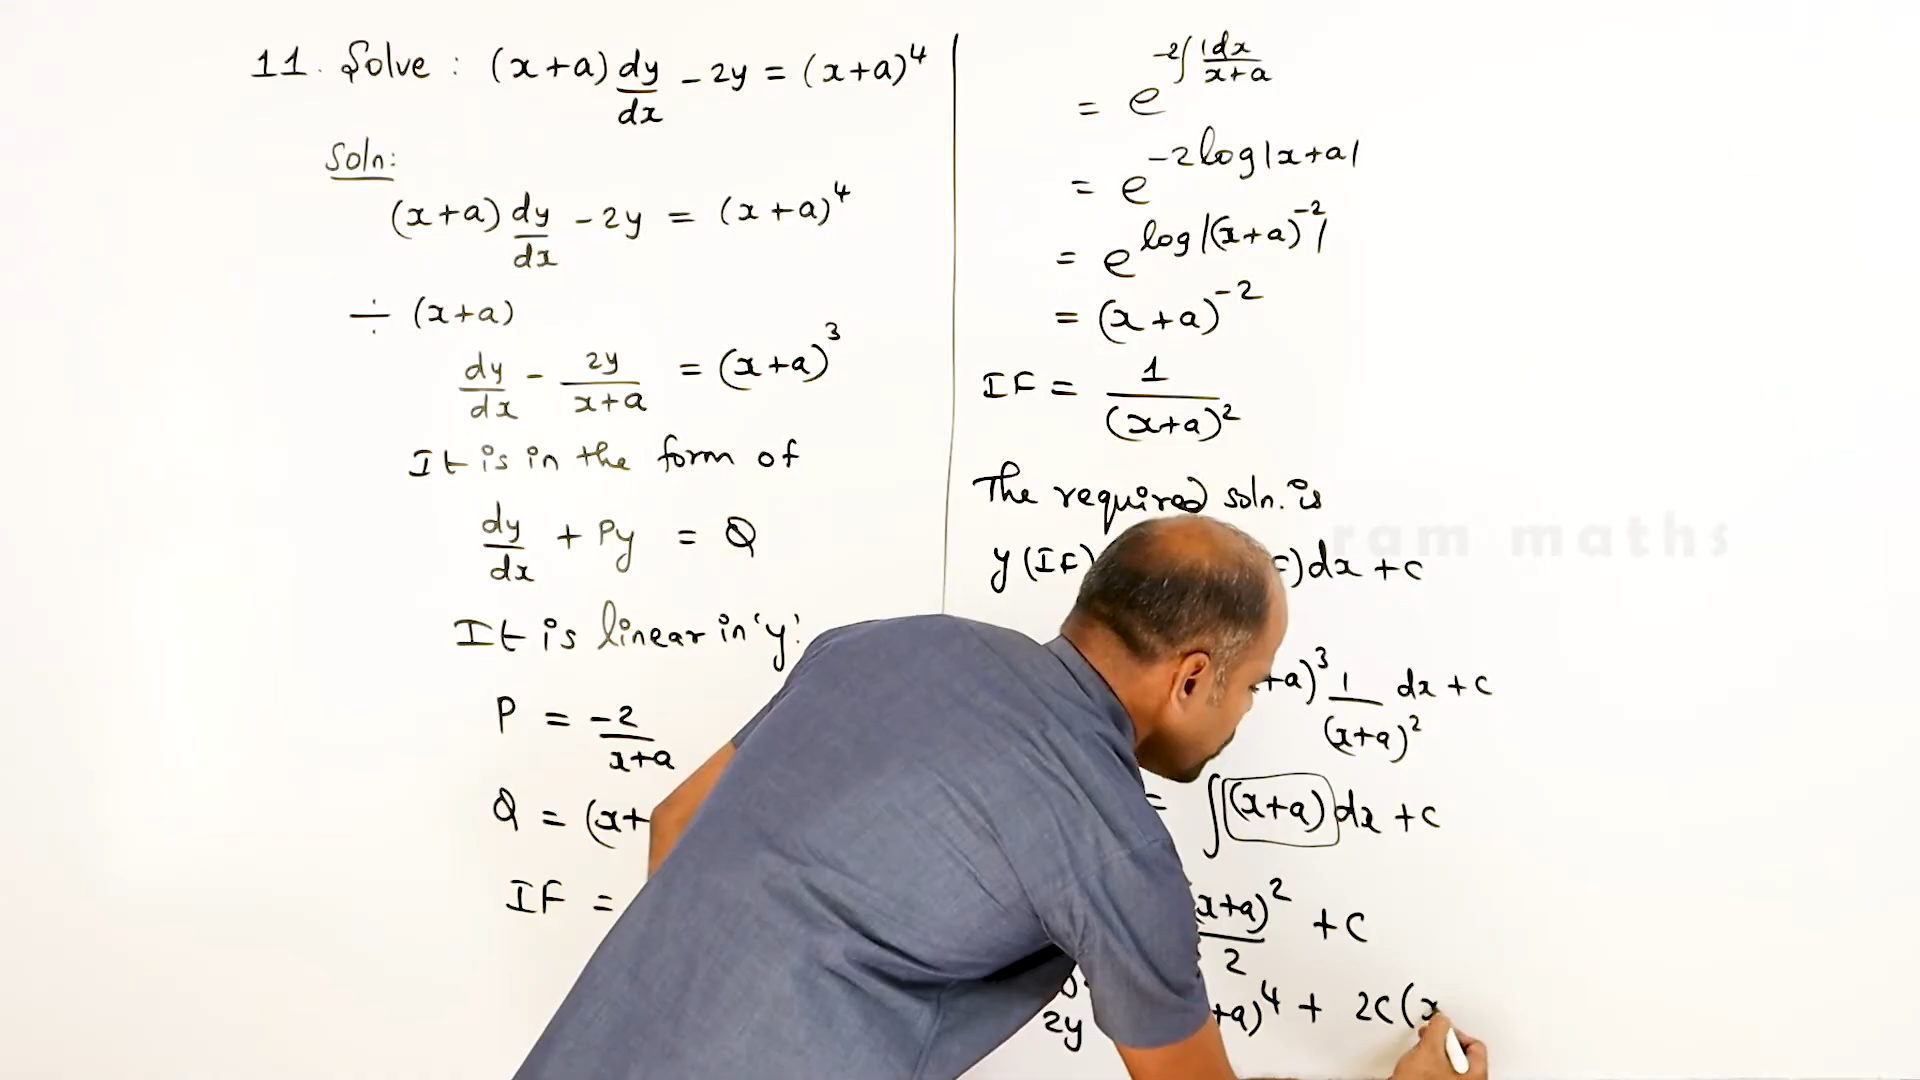 11. Solve : (x+a) dy/dx - 2y = (x+a)^4
Soln:
(x+a) dy/dx - 2y = (x+a)^4
÷ (x+a)
dy/dx - 2y/(x+a) = (x+a)^3
It is in the form of
dy/dx + Py = Q
It is linear in 'y'.
P = -2/(x+a)
Q = (x+
IF =
= e^(-2∫ 1dx/(x+a))
= e^(-2log|x+a|)
= e^(log|(x+a)^-2|)
= (x+a)^-2
IF = 1/(x+a)^2
The required soln. is
ram maths
y(IF) )dx + c
+a)^3 1/(x+a)^2 dx + c
= ∫(x+a)dx + c
x+a)^2/2 + c
2y +a)^4 + 2c(x